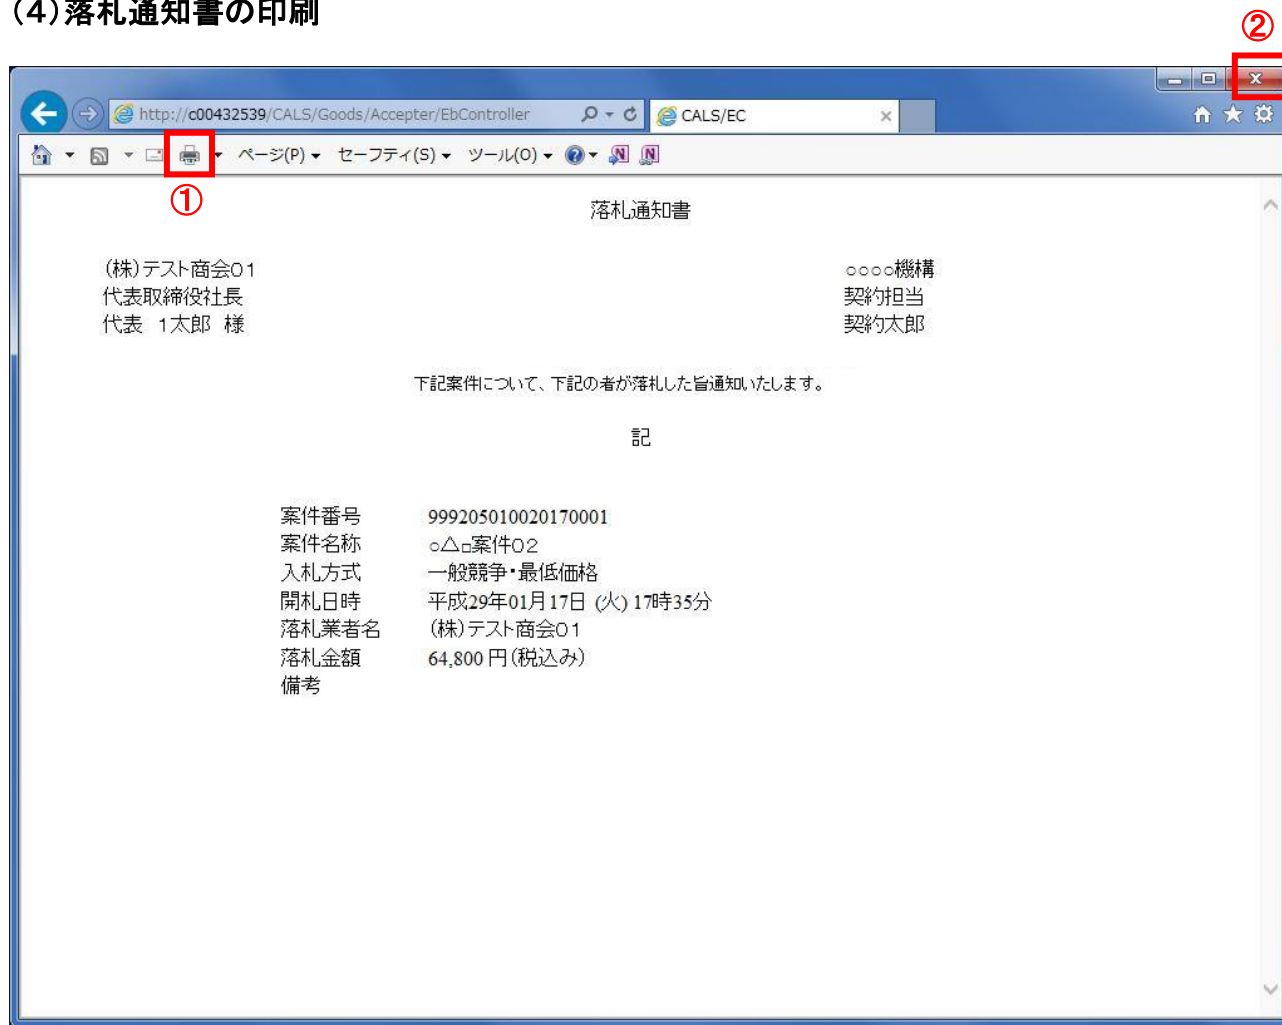 (4)落札通知書の印刷
②
http://c00432539/CALS/Goods/Accepter/EbController
CALS/EC
ページ(P) セーフティ(S) ツール(O)
①
落札通知書
(株)テスト商会01 ○○○○機構
代表取締役社長 契約担当
代表 1太郎 様 契約太郎
下記案件について、下記の者が落札した旨通知いたします。
記
案件番号 999205010020170001
案件名称 ○△□案件02
入札方式 一般競争・最低価格
開札日時 平成29年01月17日 (火) 17時35分
落札業者名 (株)テスト商会01
落札金額 64,800 円(税込み)
備考